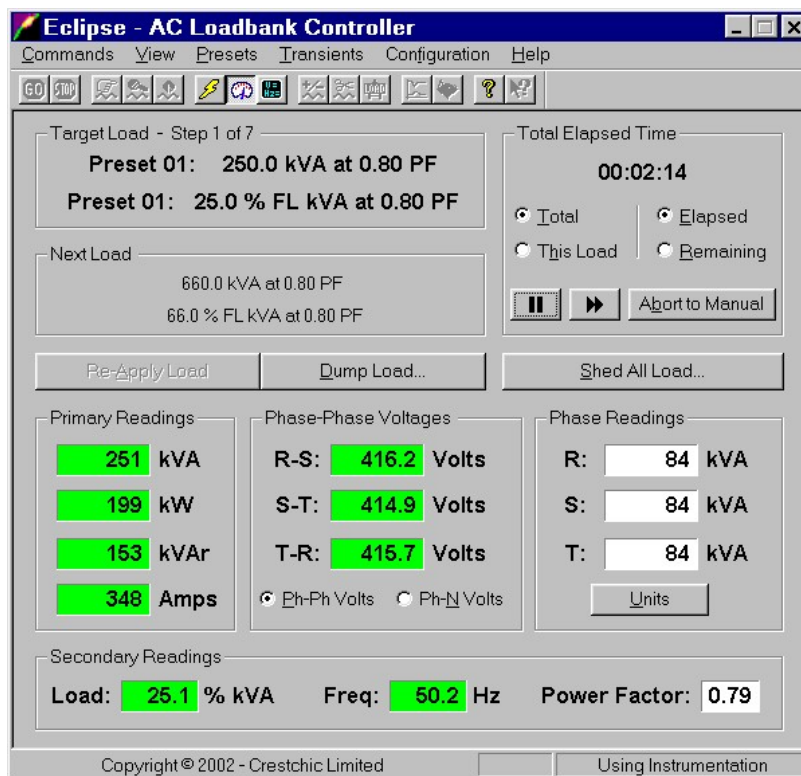 Eclipse - AC Loadbank Controller
Commands View Presets Transients Configuration Help
GO STOP
Target Load - Step 1 of 7
Preset 01: 250.0 kVA at 0.80 PF
Preset 01: 25.0 % FL kVA at 0.80 PF
Total Elapsed Time
00:02:14
Total Elapsed
This Load Remaining
Abort to Manual
Next Load
660.0 kVA at 0.80 PF
66.0 % FL kVA at 0.80 PF
Re-Apply Load Dump Load... Shed All Load...
Primary Readings
251 kVA
199 kW
153 kVAr
348 Amps
Phase-Phase Voltages
R-S: 416.2 Volts
S-T: 414.9 Volts
T-R: 415.7 Volts
Ph-Ph Volts Ph-N Volts
Phase Readings
R: 84 kVA
S: 84 kVA
T: 84 kVA
Units
Secondary Readings
Load: 25.1 % kVA Freq: 50.2 Hz Power Factor: 0.79
Copyright © 2002 - Crestchic Limited Using Instrumentation